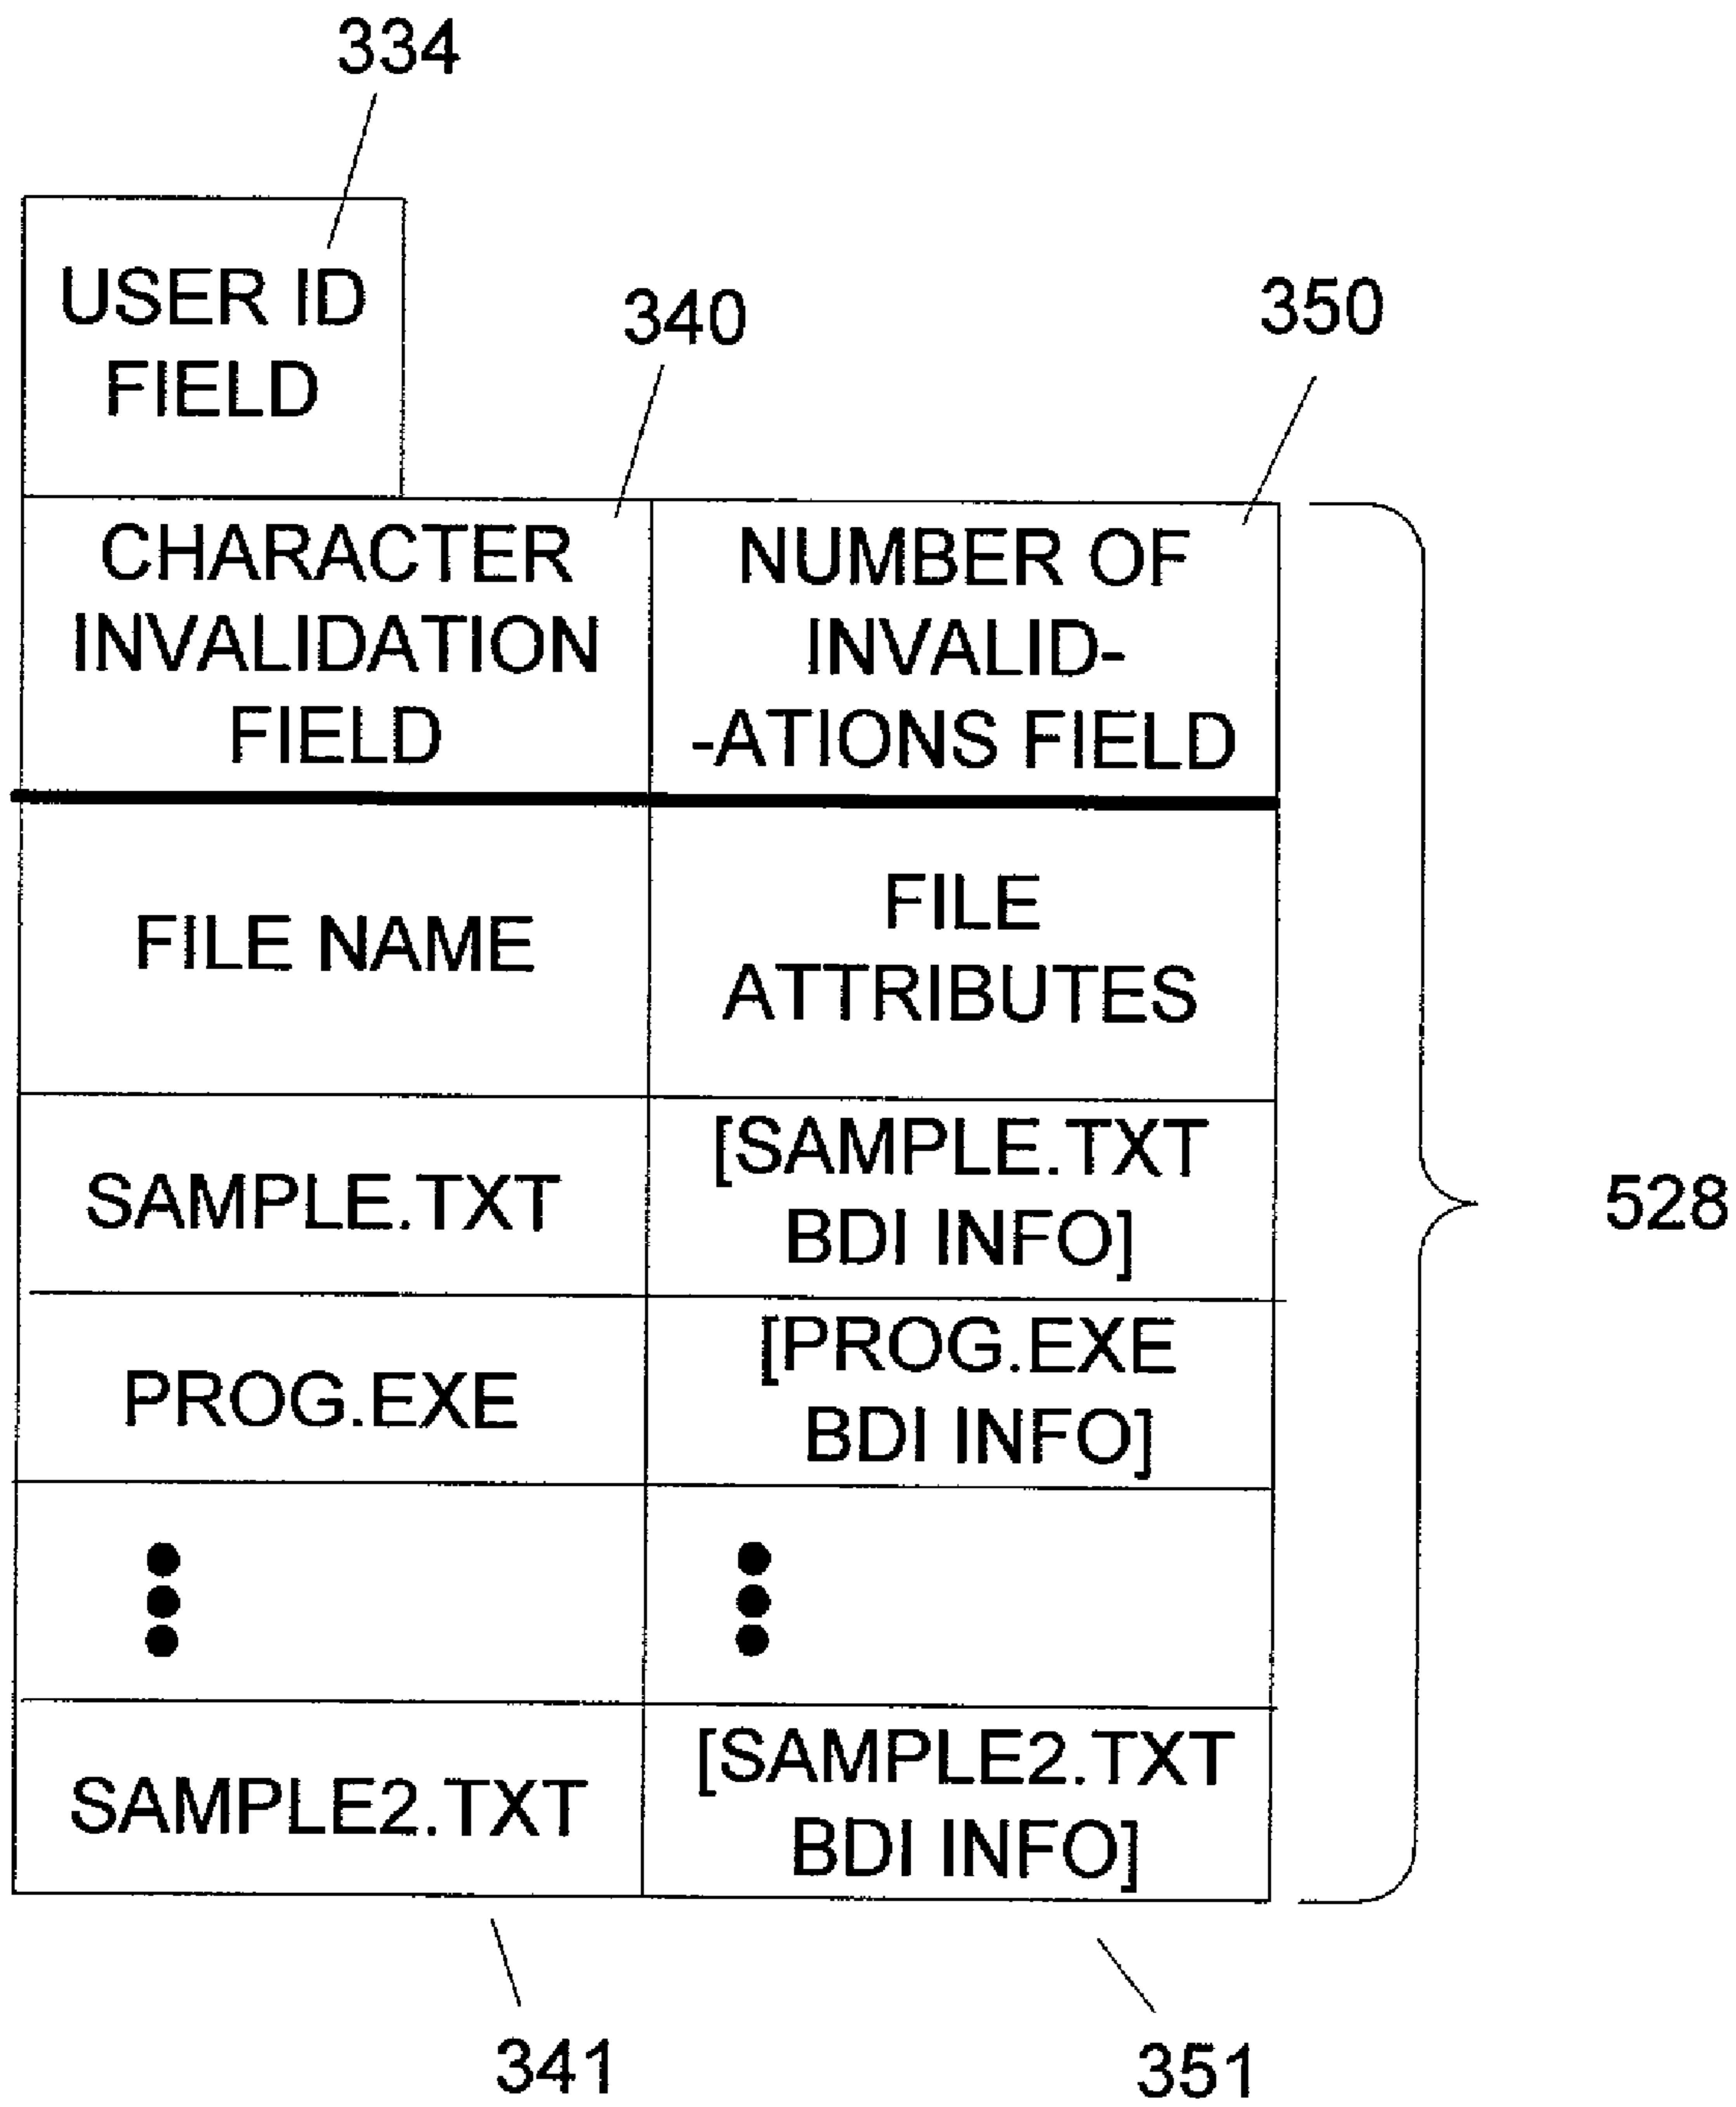 334
USER ID
FIELD
340
350
CHARACTER
INVALIDATION
FIELD
NUMBER OF
INVALID-
-ATIONS FIELD
FILE NAME
FILE
ATTRIBUTES
SAMPLE.TXT
[SAMPLE.TXT
BDI INFO]
528
PROG.EXE
[PROG.EXE
BDI INFO]
SAMPLE2.TXT
[SAMPLE2.TXT
BDI INFO]
341
351